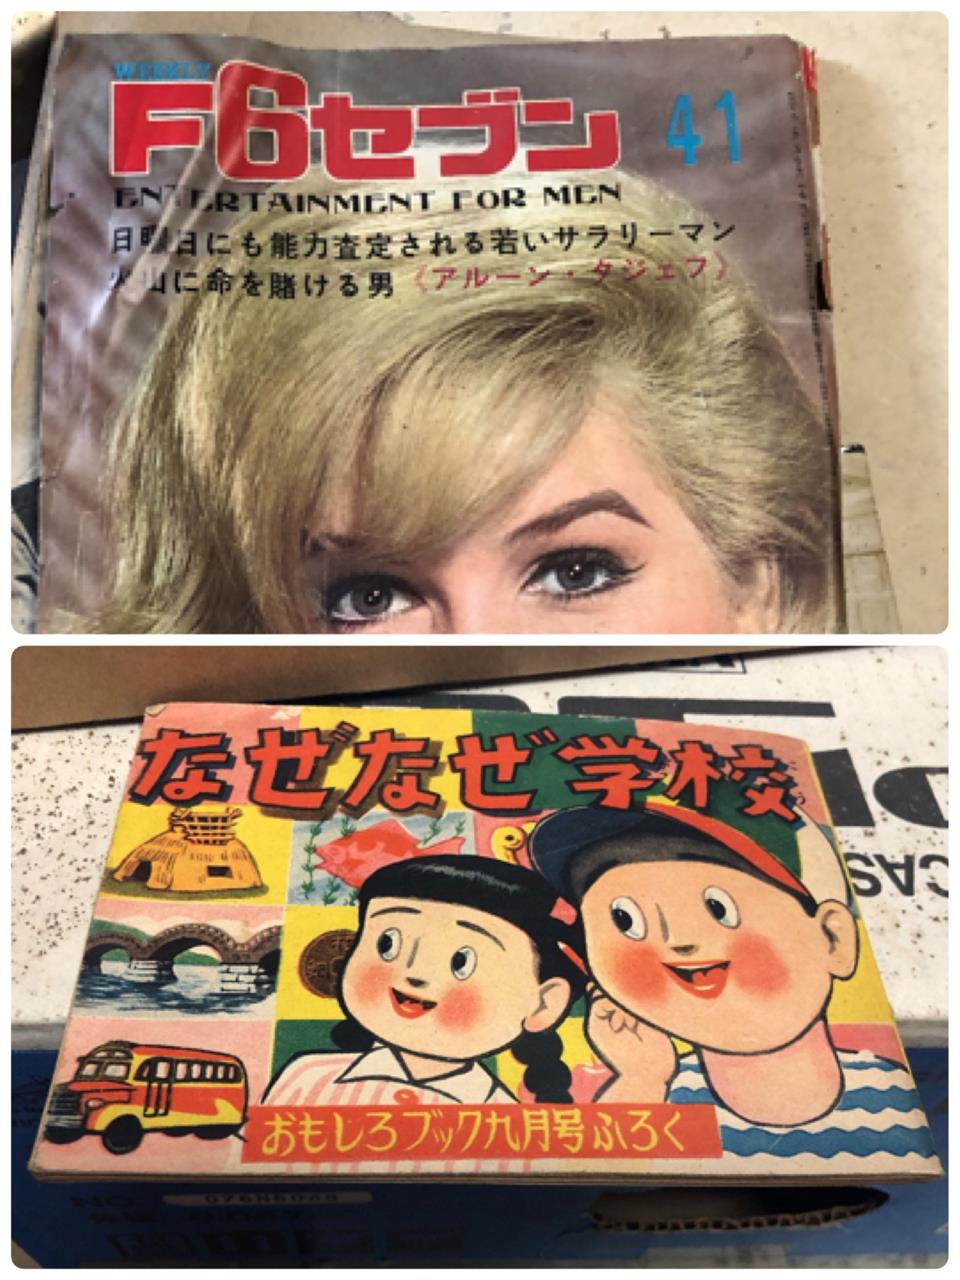 WEEKLY
F6セブン
41
ENTERTAINMENT FOR MEN
日曜日にも能力査定される若いサラリーマン
火山に命を賭ける男《アルーン・タジェフ》
なぜなぜ学校
おもしろブック九月号ふろく
CAS
NO.